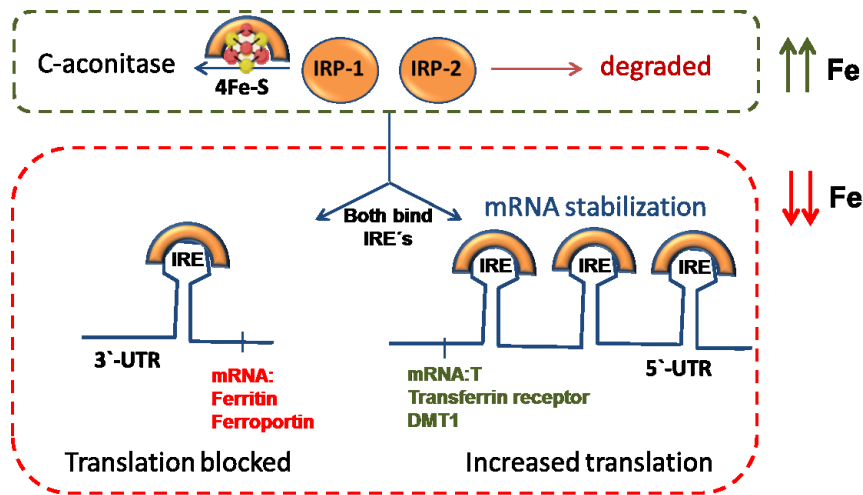 C-aconitase
4Fe-S
IRP-1
IRP-2
degraded
Fe
Fe
Both bind
IRE´s
mRNA stabilization
IRE
IRE
IRE
IRE
3`-UTR
5`-UTR
mRNA:
Ferritin
Ferroportin
mRNA:T
Transferrin receptor
DMT1
Translation blocked
Increased translation